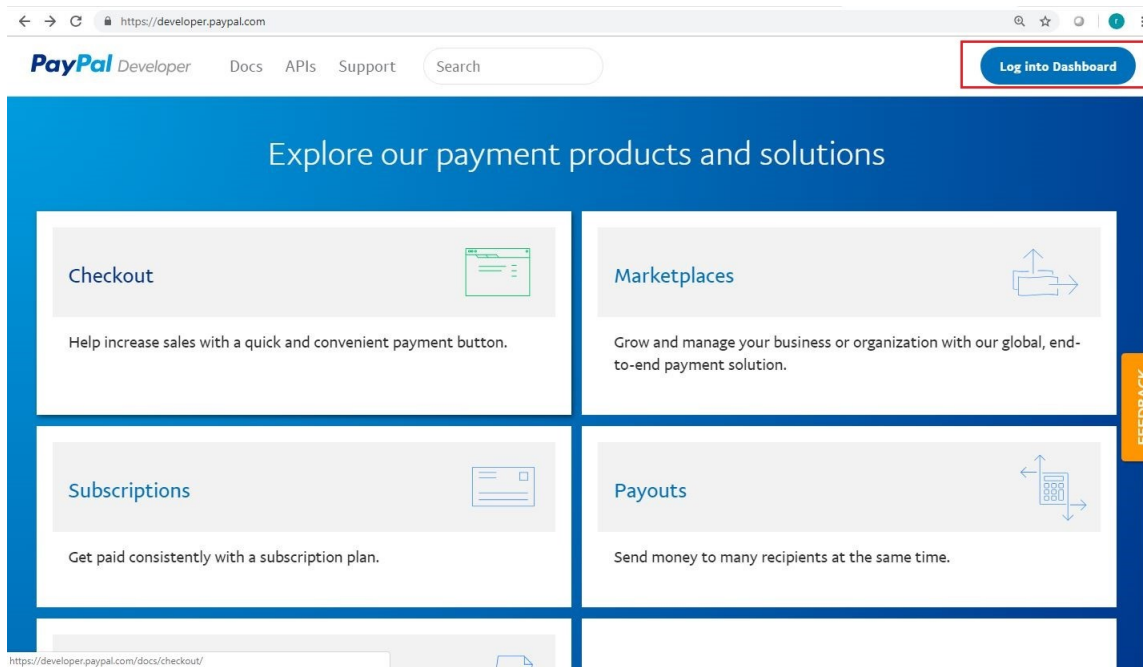 https://developer.paypal.com
r
PayPal Developer
Docs APIs Support Search
Log into Dashboard
Explore our payment products and solutions
Checkout
Help increase sales with a quick and convenient payment button.
Marketplaces
Grow and manage your business or organization with our global, end-
to-end payment solution.
FEEDBACK
Subscriptions
Get paid consistently with a subscription plan.
Payouts
Send money to many recipients at the same time.
https://developer.paypal.com/docs/checkout/